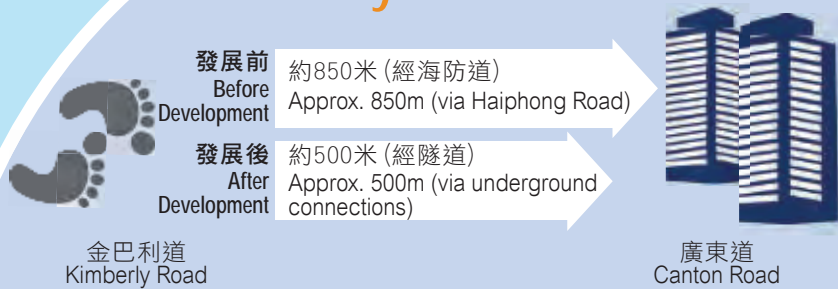 發展前
Before
Development
約850米 (經海防道)
Approx. 850m (via Haiphong Road)
發展後
After
Development
約500米 (經隧道)
Approx. 500m (via underground
connections)
金巴利道
Kimberly Road
廣東道
Canton Road